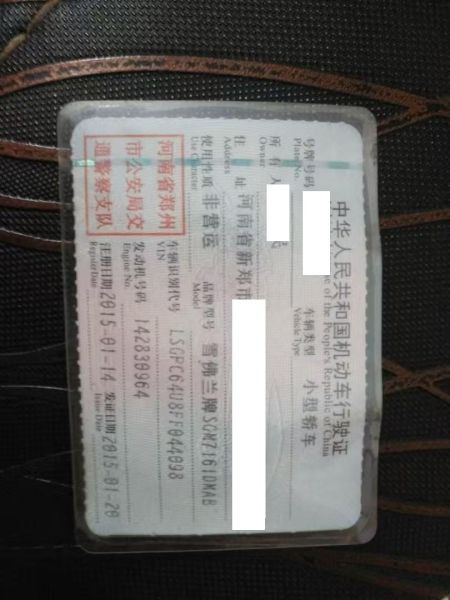 中华人民共和国机动车行驶证
of the People's Republic of China
号牌号码 车辆类型 小型轿车
Plate No. Vehicle Type
所有人
Owner
住址 河南省新郑市
Address
使用性质 非营运 品牌型号 雪佛兰牌SGM7161DMAB
Use Character Model
河南省郑州
市公安局交
通警察支队
车辆识别代号 LSGPC64U8FF044098
VIN
发动机号码 142830964
Engine No.
注册日期 2015-01-14 发证日期 2015-01-20
Register Date Issue Date